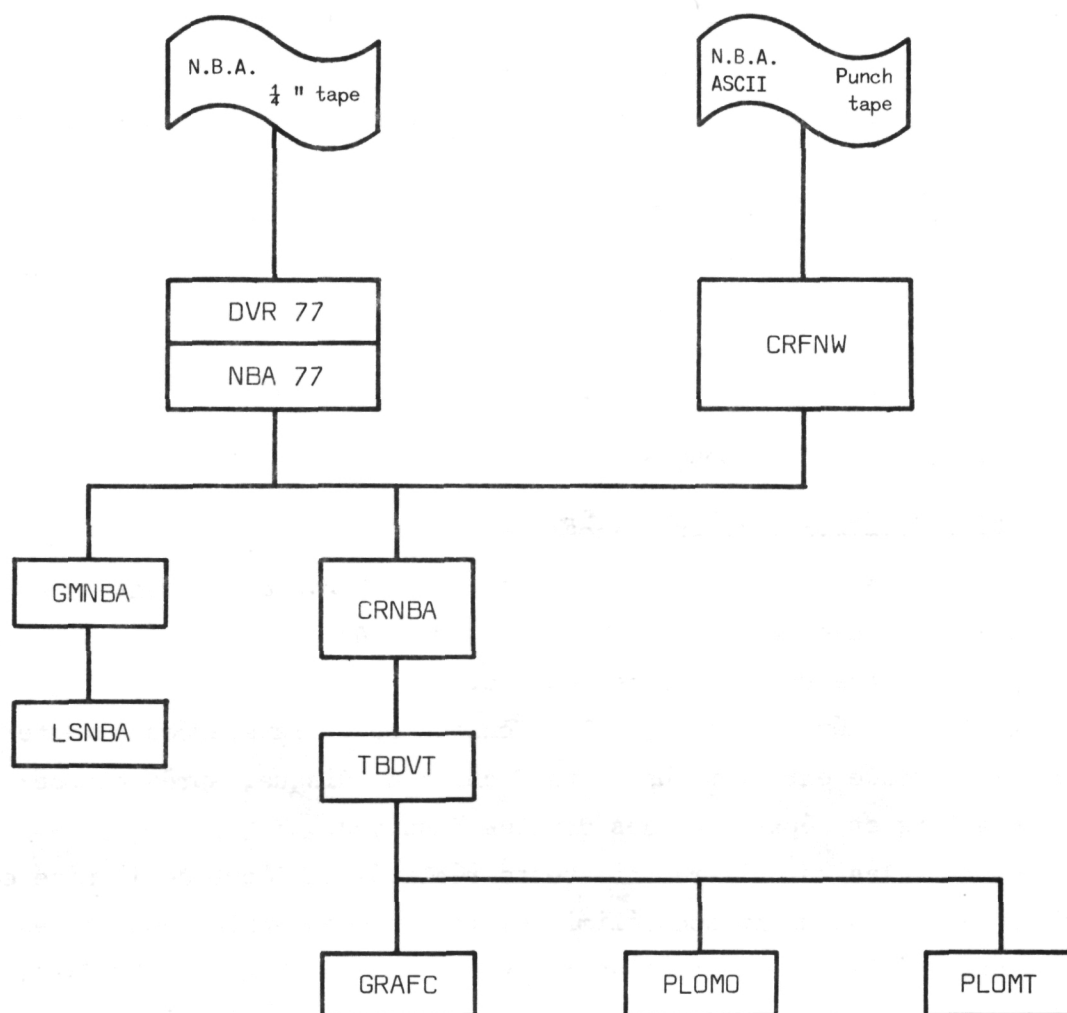 N.B.A.
¼ " tape
N.B.A.
ASCII
Punch
tape
DVR 77
NBA 77
CRFNW
GMNBA
CRNBA
LSNBA
TBDVT
GRAFC
PLOMO
PLOMT